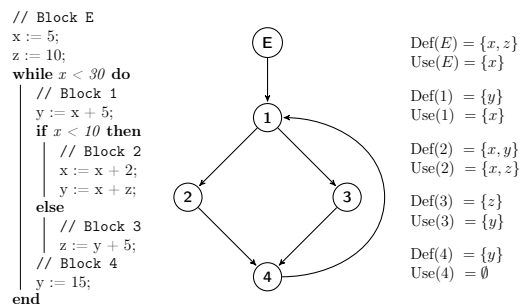 // Block E
x := 5;
z := 10;
while x < 30 do
// Block 1
y := x + 5;
if x < 10 then
// Block 2
x := x + 2;
y := x + z;
else
// Block 3
z := y + 5;
// Block 4
y := 15;
end
E
1
2
3
4
Def(E) = {x, z}
Use(E) = {x}
Def(1) = {y}
Use(1) = {x}
Def(2) = {x, y}
Use(2) = {x, z}
Def(3) = {z}
Use(3) = {y}
Def(4) = {y}
Use(4) = ∅